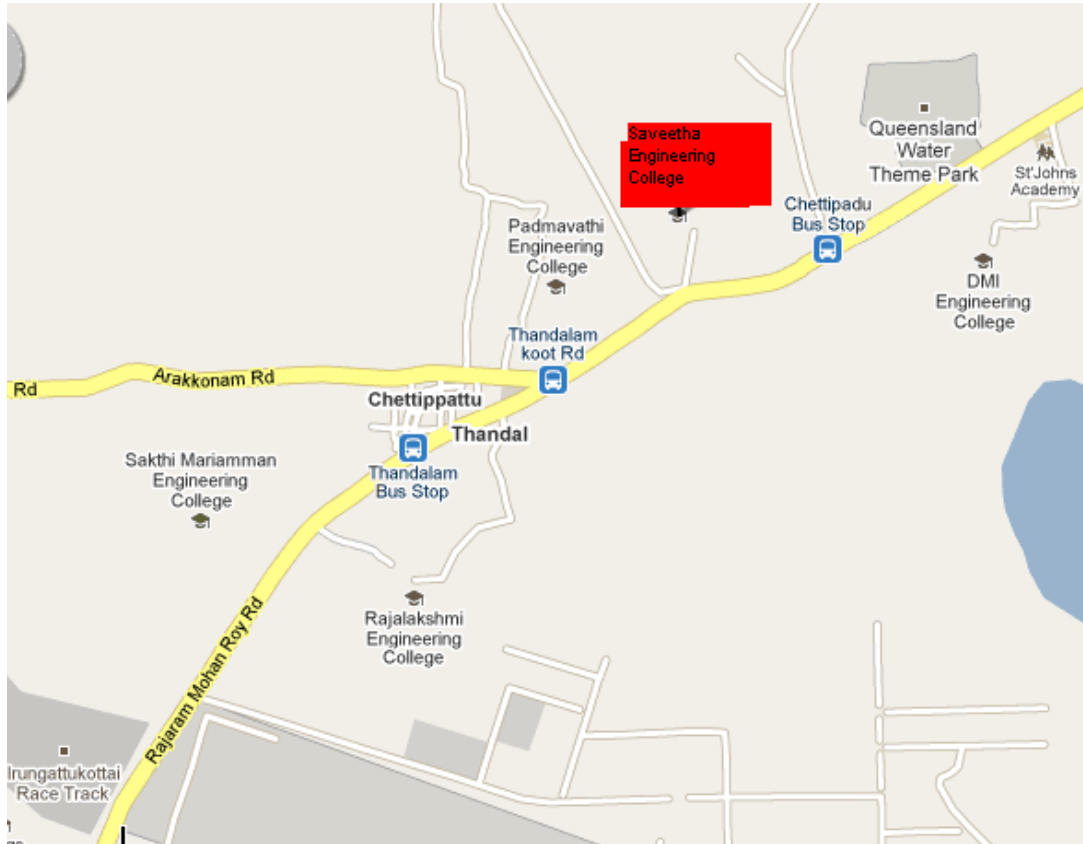 Saveetha
Engineering
College
Queensland
Water
Theme Park
St'Johns
Academy
Chettipadu
Bus Stop
Padmavathi
Engineering
College
DMI
Engineering
College
Thandalam
koot Rd
Rd
Arakkonam Rd
Chettippattu
Thandal
Sakthi Mariamman
Engineering
College
Thandalam
Bus Stop
Rajalakshmi
Engineering
College
Rajaram Mohan Roy Rd
Irungattukottai
Race Track